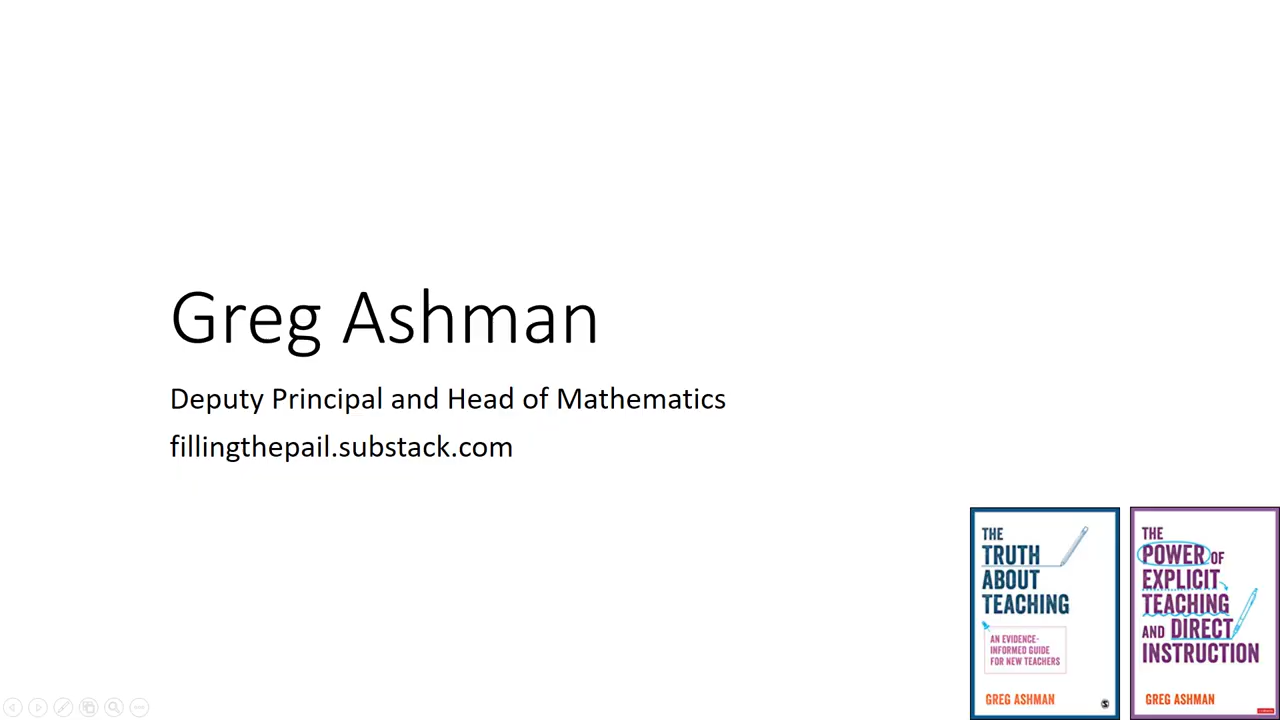 Greg Ashman
Deputy Principal and Head of Mathematics
fillingthepail.substack.com
THE
TRUTH
ABOUT
TEACHING
AN EVIDENCE-
INFORMED GUIDE
FOR NEW TEACHERS
GREG ASHMAN
THE
POWER OF
EXPLICIT
TEACHING
AND DIRECT
INSTRUCTION
GREG ASHMAN